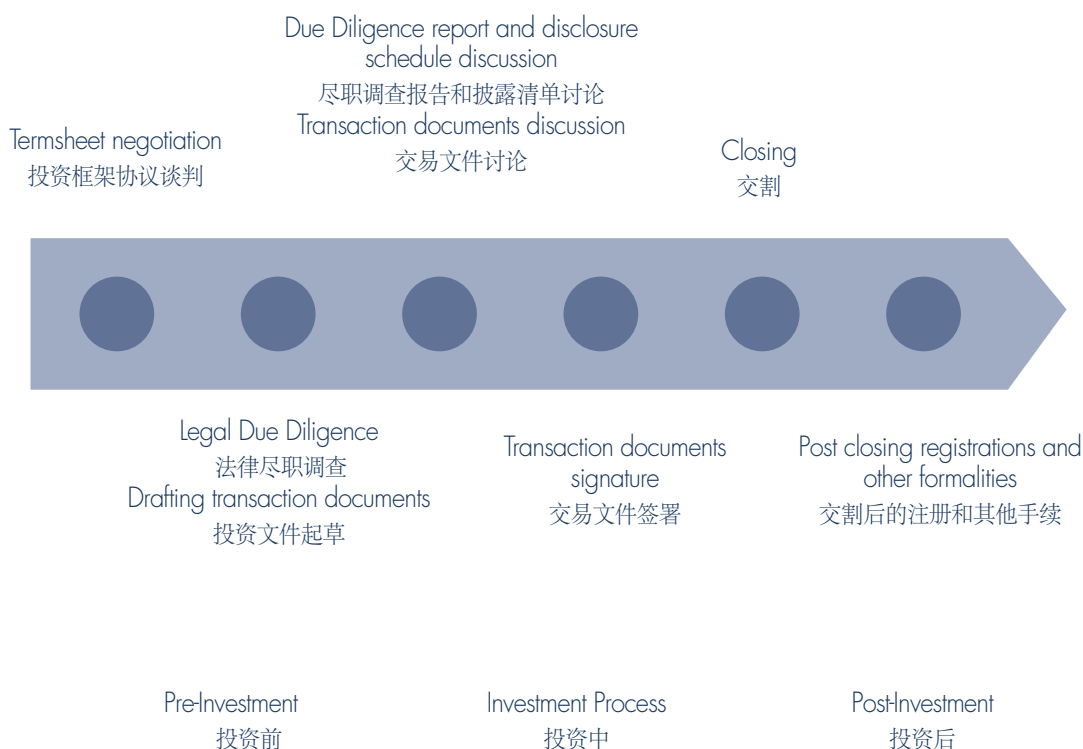 Due Diligence report and disclosure
schedule discussion
尽职调查报告和披露清单讨论
Transaction documents discussion
交易文件讨论
Termsheet negotiation
投资框架协议谈判
Closing
交割
Legal Due Diligence
法律尽职调查
Drafting transaction documents
投资文件起草
Transaction documents
signature
交易文件签署
Post closing registrations and
other formalities
交割后的注册和其他手续
Pre-Investment
投资前
Investment Process
投资中
Post-Investment
投资后